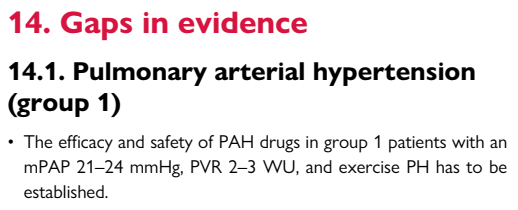 14. Gaps in evidence
14.1. Pulmonary arterial hypertension
(group 1)
• The efficacy and safety of PAH drugs in group 1 patients with an
mPAP 21–24 mmHg, PVR 2–3 WU, and exercise PH has to be
established.